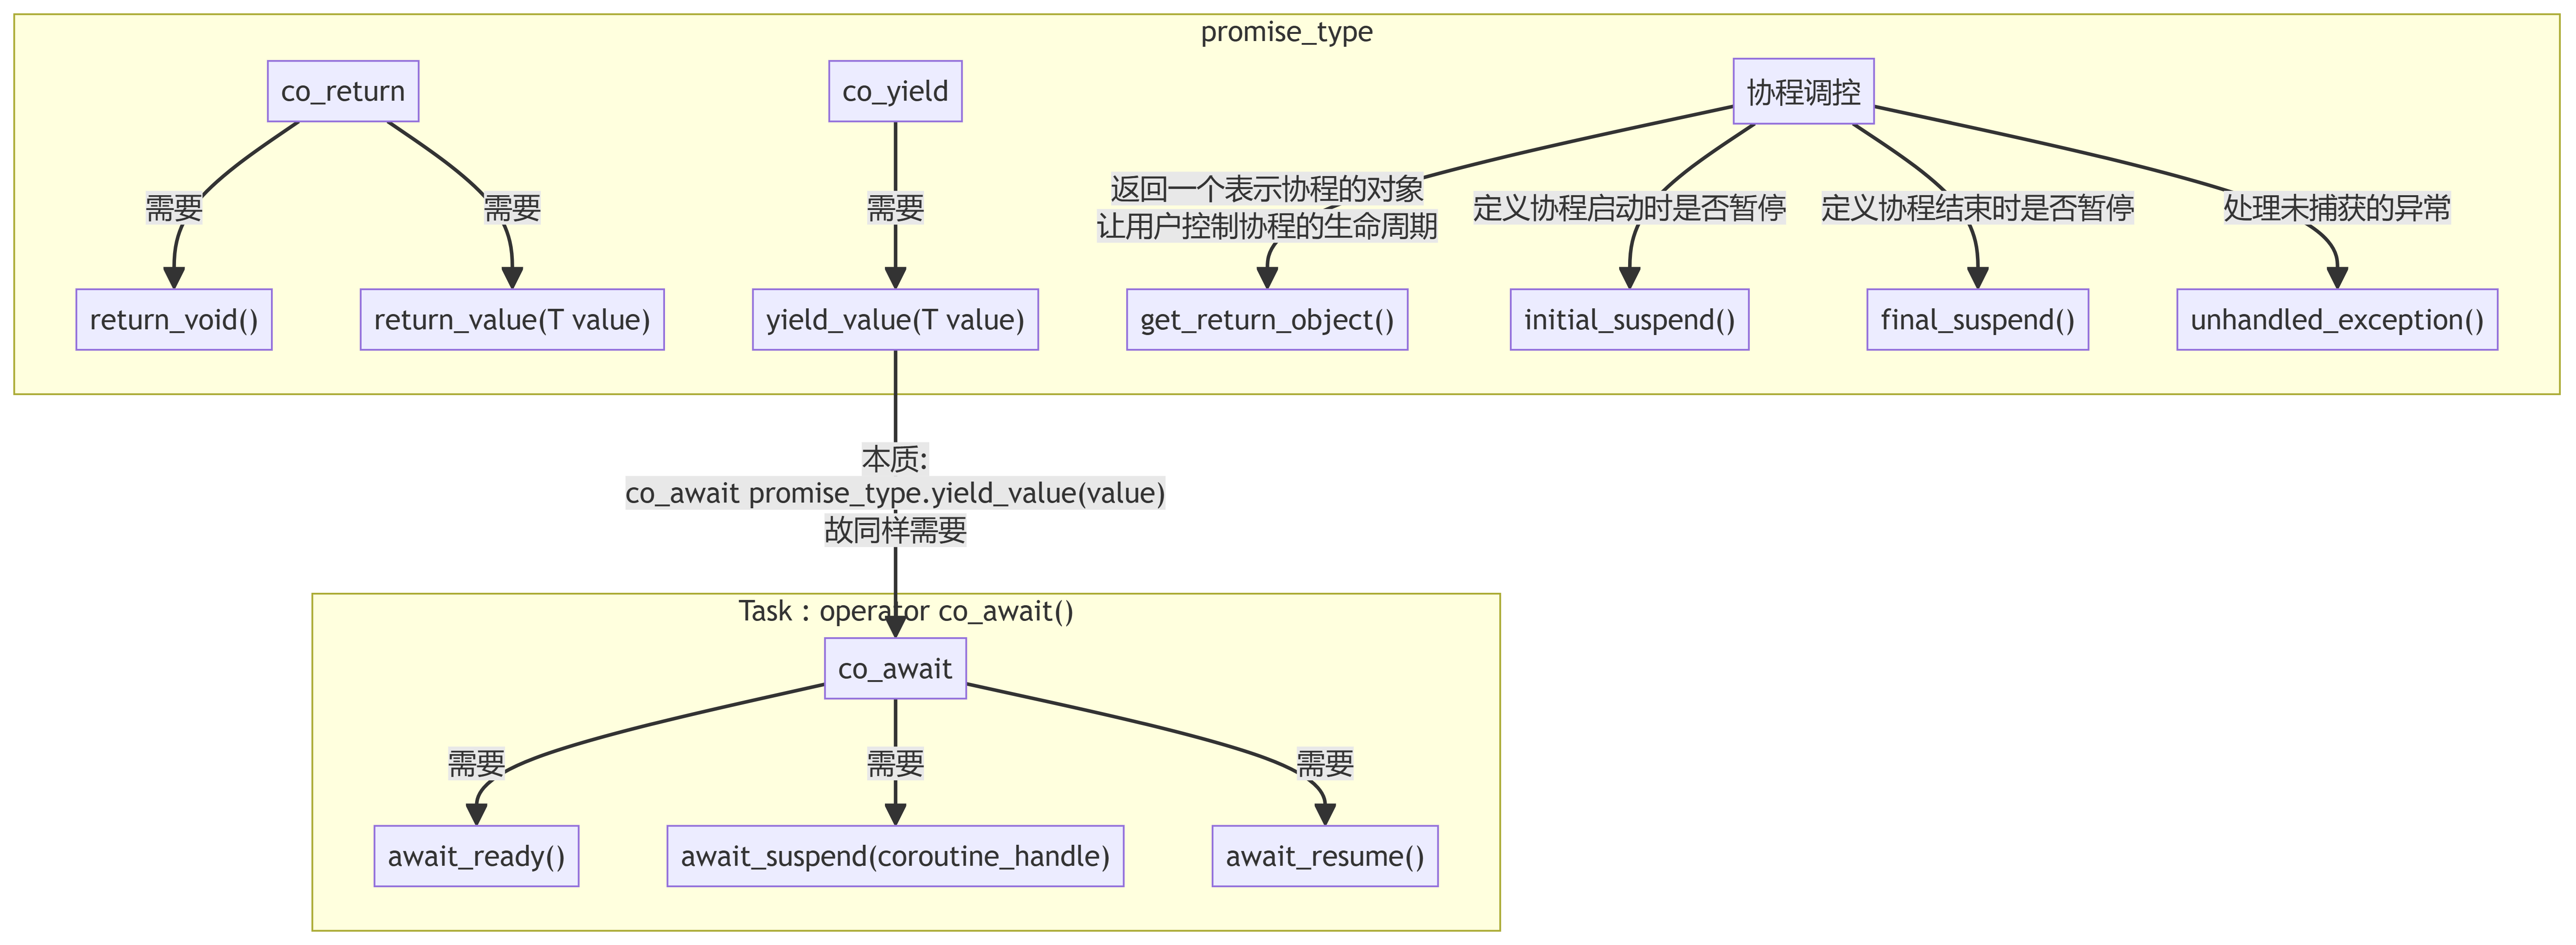 promise_type
co_return
co_yield
协程调控
需要
需要
需要
返回一个表示协程的对象
让用户控制协程的生命周期
定义协程启动时是否暂停
定义协程结束时是否暂停
处理未捕获的异常
return_void()
return_value(T value)
yield_value(T value)
get_return_object()
initial_suspend()
final_suspend()
unhandled_exception()
本质:
co_await promise_type.yield_value(value)
故同样需要
Task : operator co_await()
co_await
需要
需要
需要
await_ready()
await_suspend(coroutine_handle)
await_resume()